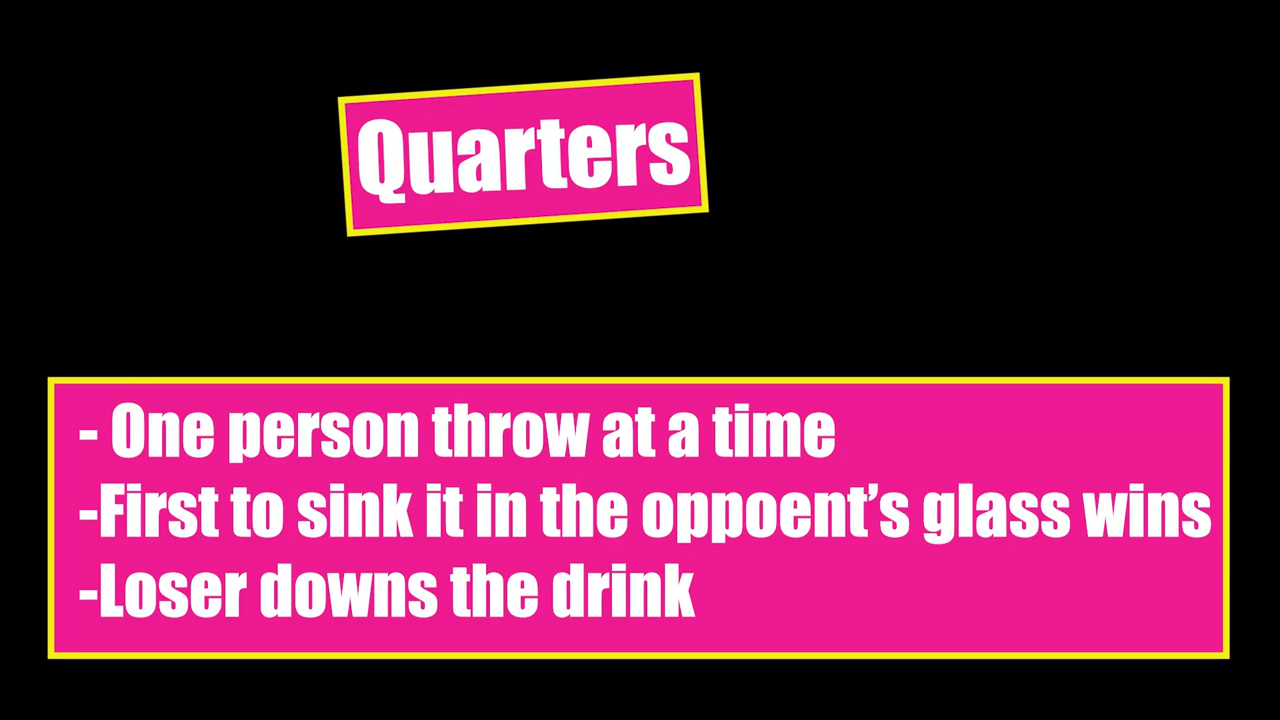 Quarters
- One person throw at a time
-First to sink it in the oppoent’s glass wins
-Loser downs the drink